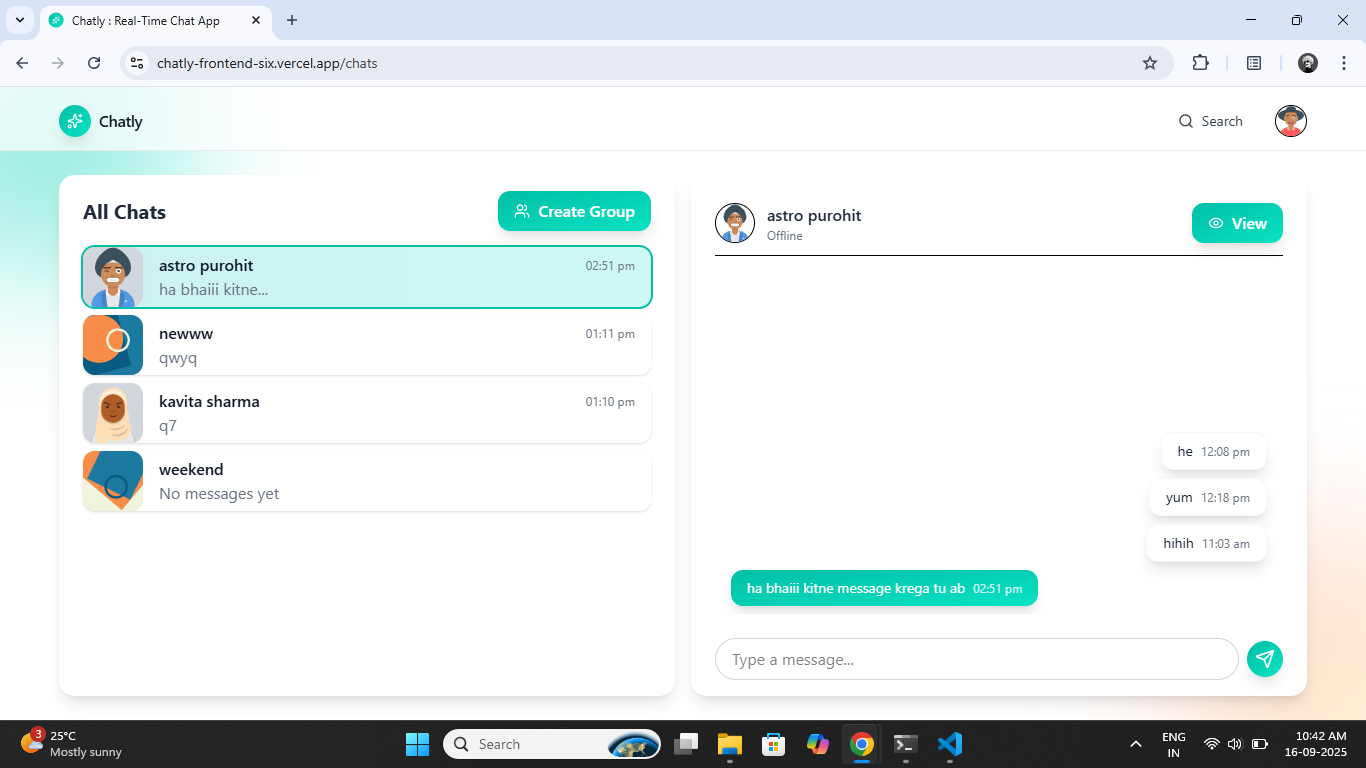 Chatly : Real-Time Chat App
chatly-frontend-six.vercel.app/chats
Chatly
Search
All Chats
Create Group
astro purohit
02:51 pm
ha bhaiii kitne...
newww
01:11 pm
qwyq
kavita sharma
01:10 pm
q7
weekend
No messages yet
astro purohit
Offline
View
he 12:08 pm
yum 12:18 pm
hihih 11:03 am
ha bhaiii kitne message krega tu ab 02:51 pm
Type a message...
3
25°C
Mostly sunny
Search
ENG
IN
10:42 AM
16-09-2025